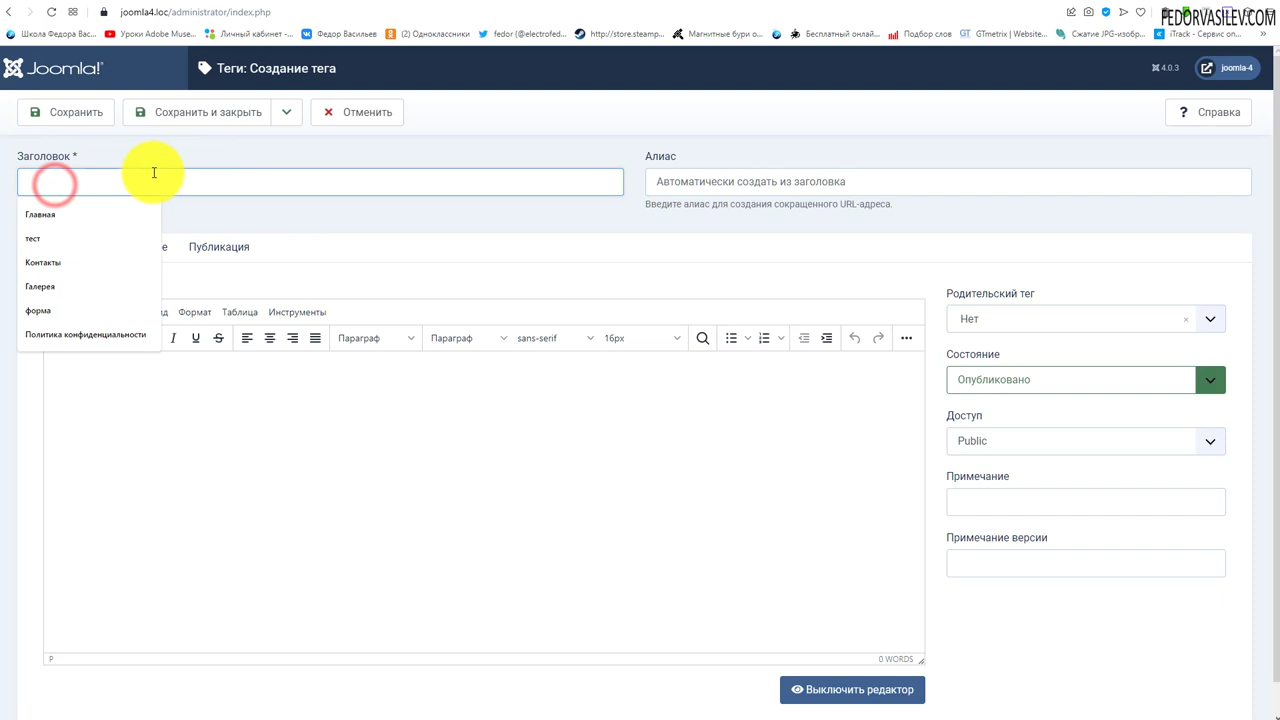 joomla4.loc/administrator/index.php
FEDORVASILEV.COM
Школа Федора Вас...
Уроки Adobe Muse...
Личный кабинет -...
Федор Васильев
(2) Одноклассники
fedor (@electrofed...
http://store.steamp...
Магнитные бури о...
Бесплатный онлай...
Подбор слов
GTmetrix | Website...
Сжатие JPG-изобр...
iTrack - Сервис оп...
Joomla!
Теги: Создание тега
4.0.3
joomla-4
Сохранить
Сохранить и закрыть
Отменить
? Справка
Заголовок *
Алиас
Автоматически создать из заголовка
Введите алиас для создания сокращенного URL-адреса.
Главная
тест
Контакты
Галерея
форма
Политика конфиденциальности
Публикация
Формат
Таблица
Инструменты
I U S
Параграф
Параграф
sans-serif
16px
P
0 WORDS
Выключить редактор
Родительский тег
Нет
Состояние
Опубликовано
Доступ
Public
Примечание
Примечание версии